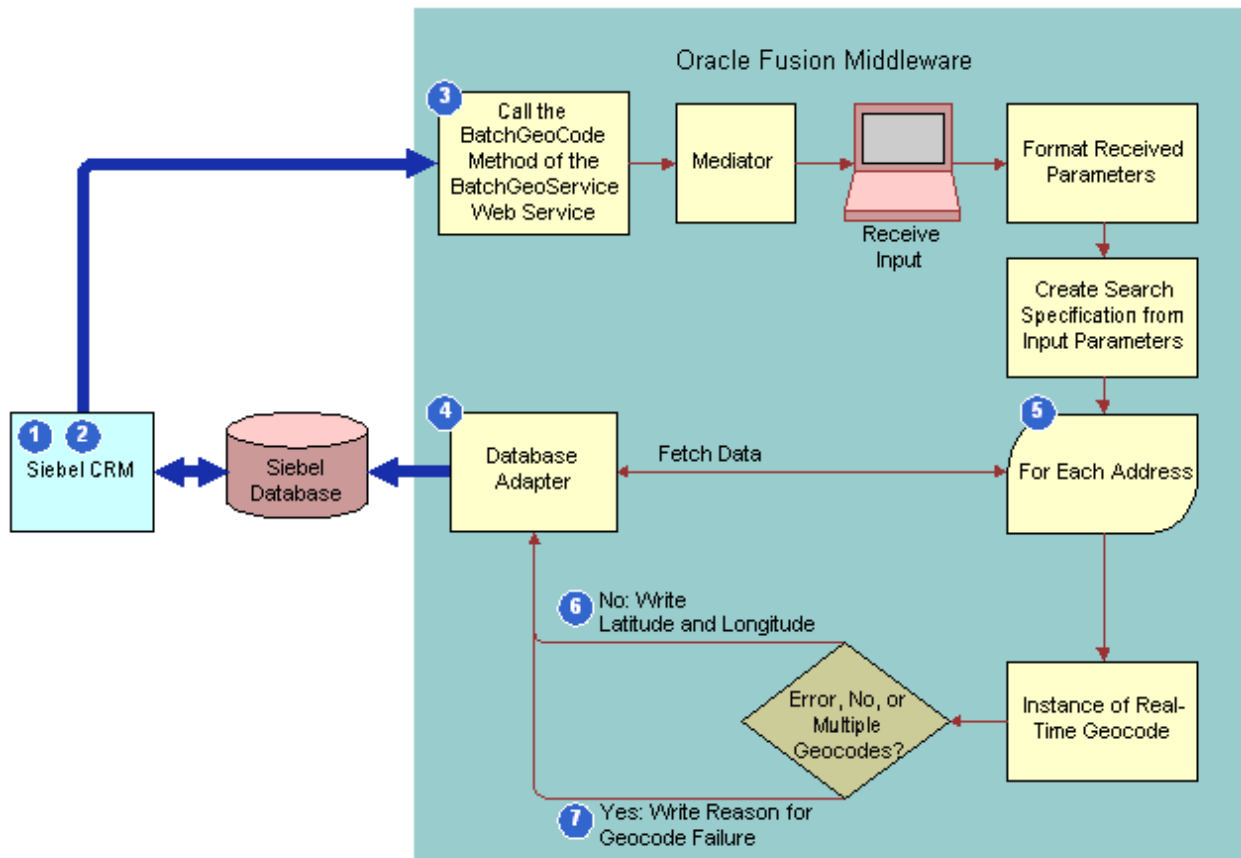 Oracle Fusion Middleware
3
Call the
BatchGeoCode
Method of the
BatchGeoService
Web Service
Mediator
Receive
Input
Format Received
Parameters
Create Search
Specification from
Input Parameters
1
2
Siebel CRM
Siebel
Database
4
Database
Adapter
Fetch Data
5
For Each Address
6
No: Write
Latitude and Longitude
Error, No, or
Multiple
Geocodes?
Instance of Real-
Time Geocode
7
Yes: Write Reason for
Geocode Failure